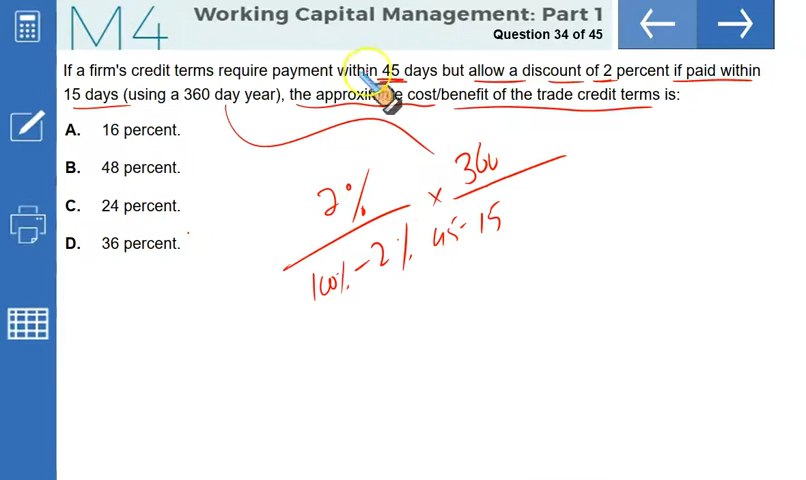 M4
Working Capital Management: Part 1
Question 34 of 45
If a firm's credit terms require payment within 45 days but allow a discount of 2 percent if paid within
15 days (using a 360 day year), the approximate cost/benefit of the trade credit terms is:
A. 16 percent.
B. 48 percent.
C. 24 percent.
D. 36 percent.
2% × 360
100% - 2% 45 - 15